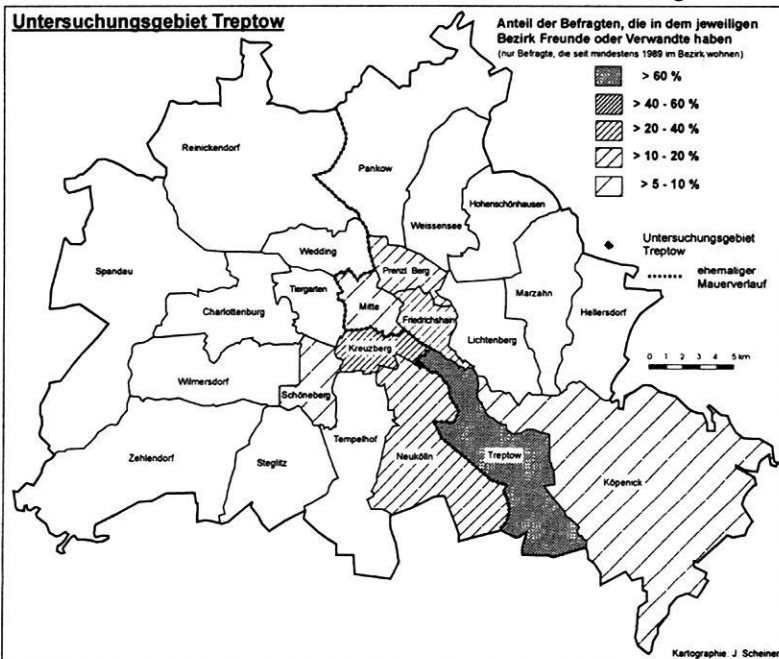 Untersuchungsgebiet Treptow
Anteil der Befragten, die in dem jeweiligen
Bezirk Freunde oder Verwandte haben
(nur Befragte, die seit mindestens 1989 im Bezirk wohnen)
> 60 %
> 40 - 60 %
> 20 - 40 %
> 10 - 20 %
> 5 - 10 %
Untersuchungsgebiet
Treptow
ehemaliger
Mauerverlauf
0 1 2 3 4 5 km
Reinickendorf
Pankow
Weissensee
Hohenschönhausen
Wedding
Spandau
Prenzl. Berg
Tiergarten
Marzahn
Hellersdorf
Charlottenburg
Mitte
Friedrichshain
Lichtenberg
Kreuzberg
Wilmersdorf
Schöneberg
Tempelhof
Zehlendorf
Steglitz
Neukölln
Treptow
Köpenick
Kartographie: J. Scheiner